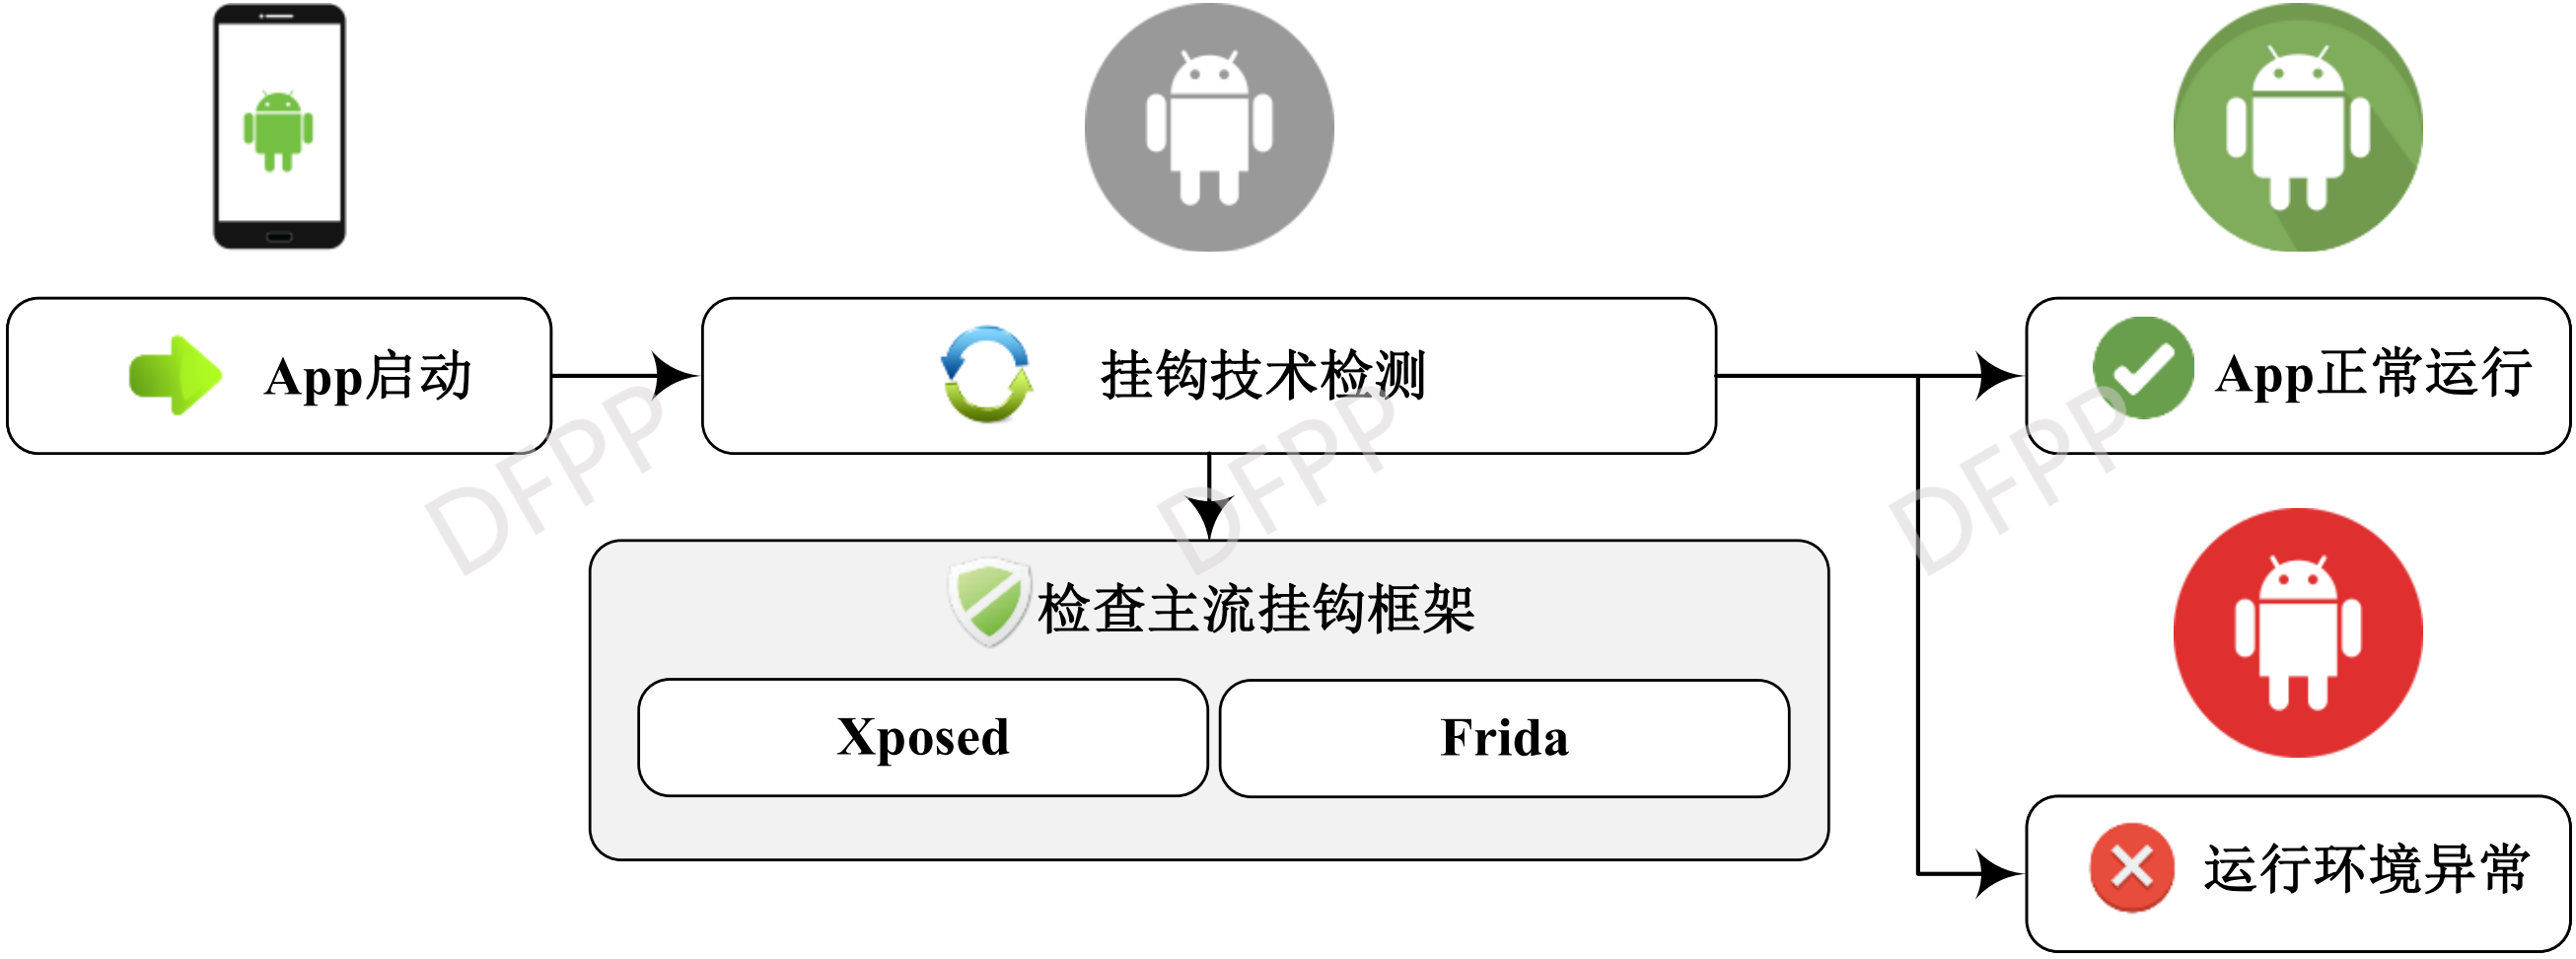 App启动
挂钩技术检测
App正常运行
检查主流挂钩框架
Xposed
Frida
运行环境异常
DFPP
DFPP
DFPP